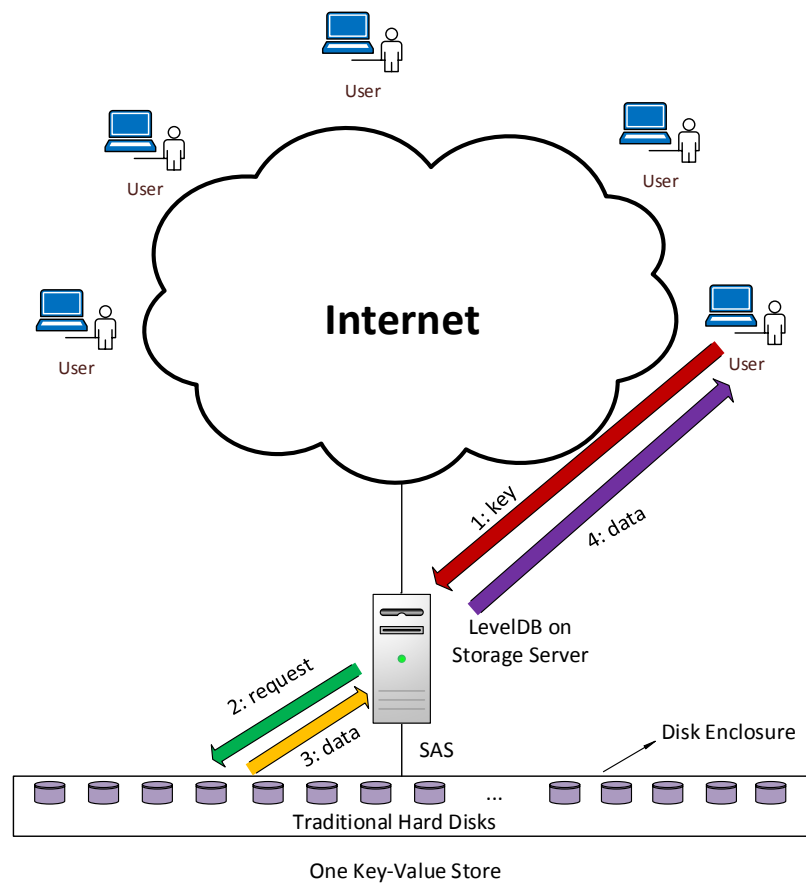 User
User
User
User
Internet
User
1: key
4: data
LevelDB on
Storage Server
2: request
3: data
SAS
Disk Enclosure
...
Traditional Hard Disks
One Key-Value Store